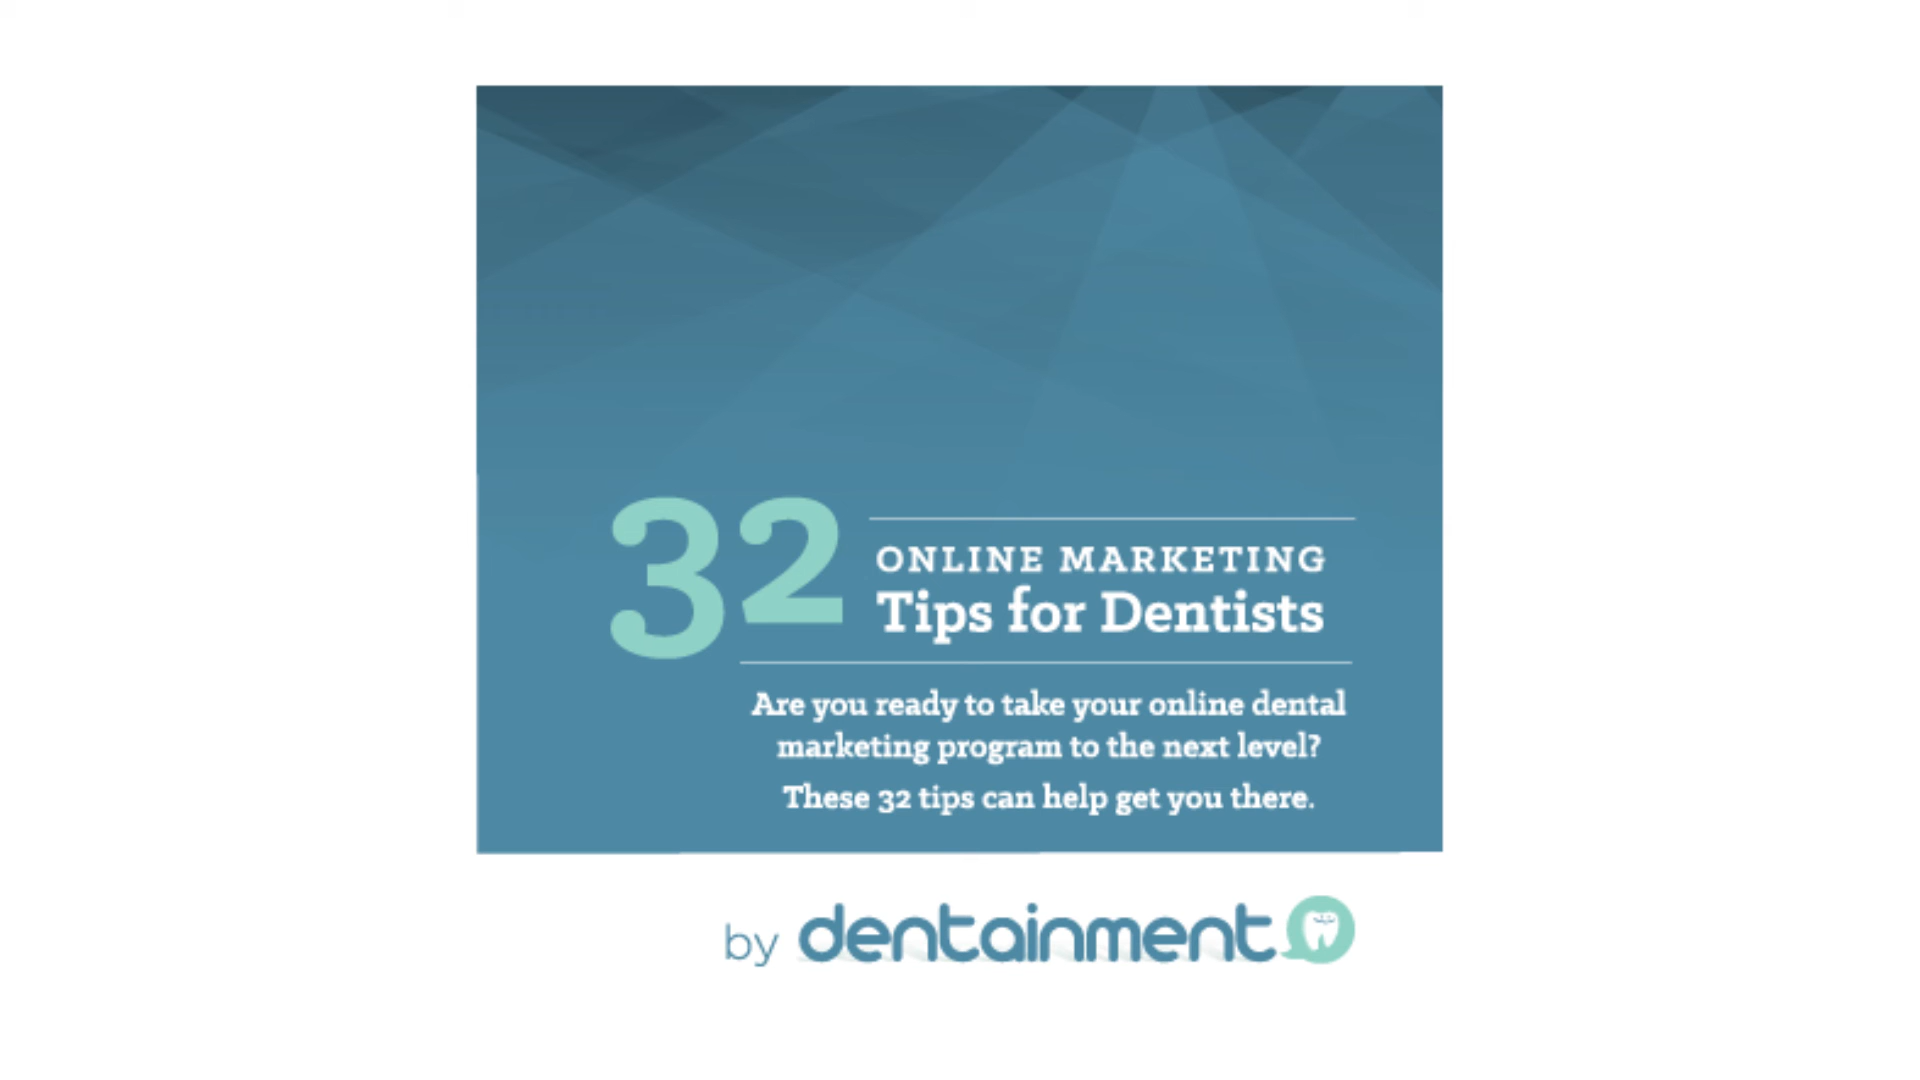 32
ONLINE MARKETING
Tips for Dentists
Are you ready to take your online dental
marketing program to the next level?
These 32 tips can help get you there.
by dentainment